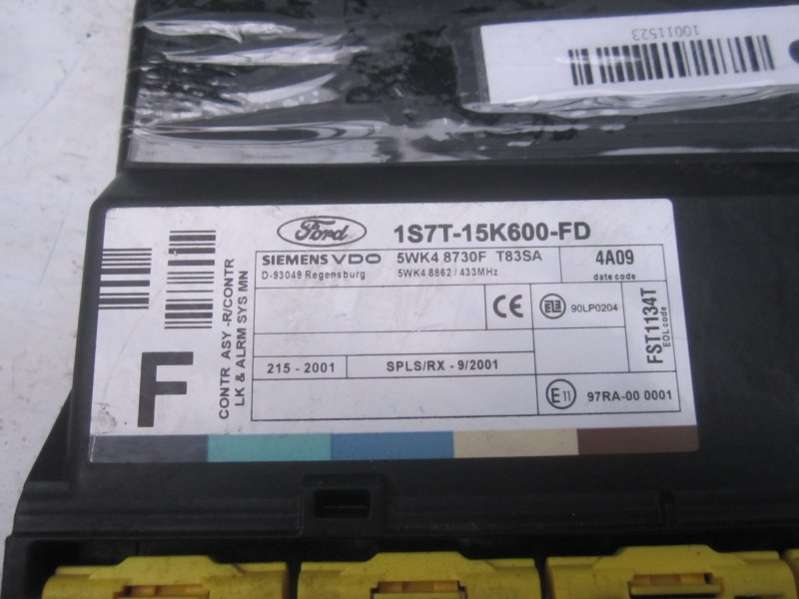 10011523
Ford
1S7T-15K600-FD
SIEMENS VDO 5WK4 8730F T83SA
D-93049 Regensburg 5WK4 8862 / 433MHz
4A09
date code
CE
90LP0204
FST1134T
EOL code
215 - 2001
SPLS/RX - 9/2001
E11 97RA-00 0001
CONTR ASY -R/CONTR
LK & ALRM SYS MN
F